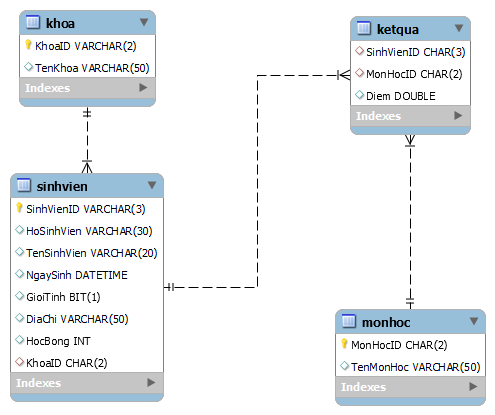 khoa
KhoaID VARCHAR(2)
TenKhoa VARCHAR(50)
Indexes
ketqua
SinhVienID CHAR(3)
MonHocID CHAR(2)
Diem DOUBLE
Indexes
sinhvien
SinhVienID VARCHAR(3)
HoSinhVien VARCHAR(30)
TenSinhVien VARCHAR(20)
NgaySinh DATETIME
GioiTinh BIT(1)
DiaChi VARCHAR(50)
HocBong INT
KhoaID CHAR(2)
Indexes
monhoc
MonHocID CHAR(2)
TenMonHoc VARCHAR(50)
Indexes